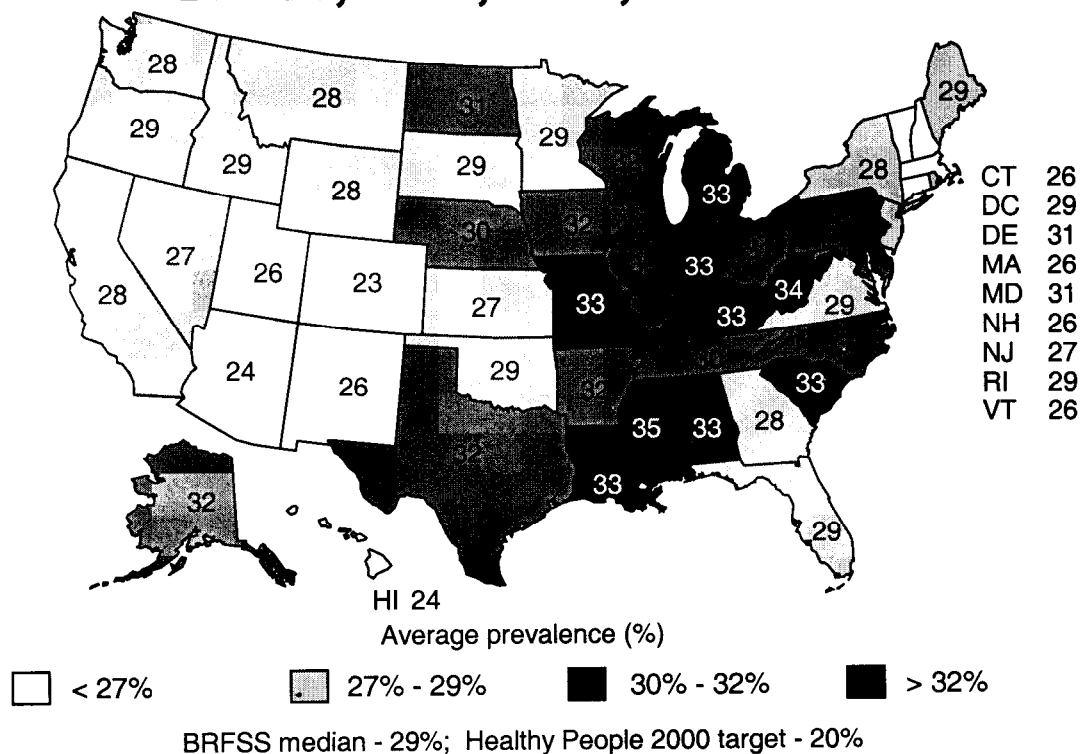 28
28
31
29
29
29
29
28
29
28
33
30
32
27
26
23
27
33
33
33
34
29
28
24
26
29
32
32
33
28
35
33
33
32
29
CT 26
DC 29
DE 31
MA 26
MD 31
NH 26
NJ 27
RI 29
VT 26
HI 24
Average prevalence (%)
< 27% 27% - 29% 30% - 32% > 32%
BRFSS median - 29%; Healthy People 2000 target - 20%